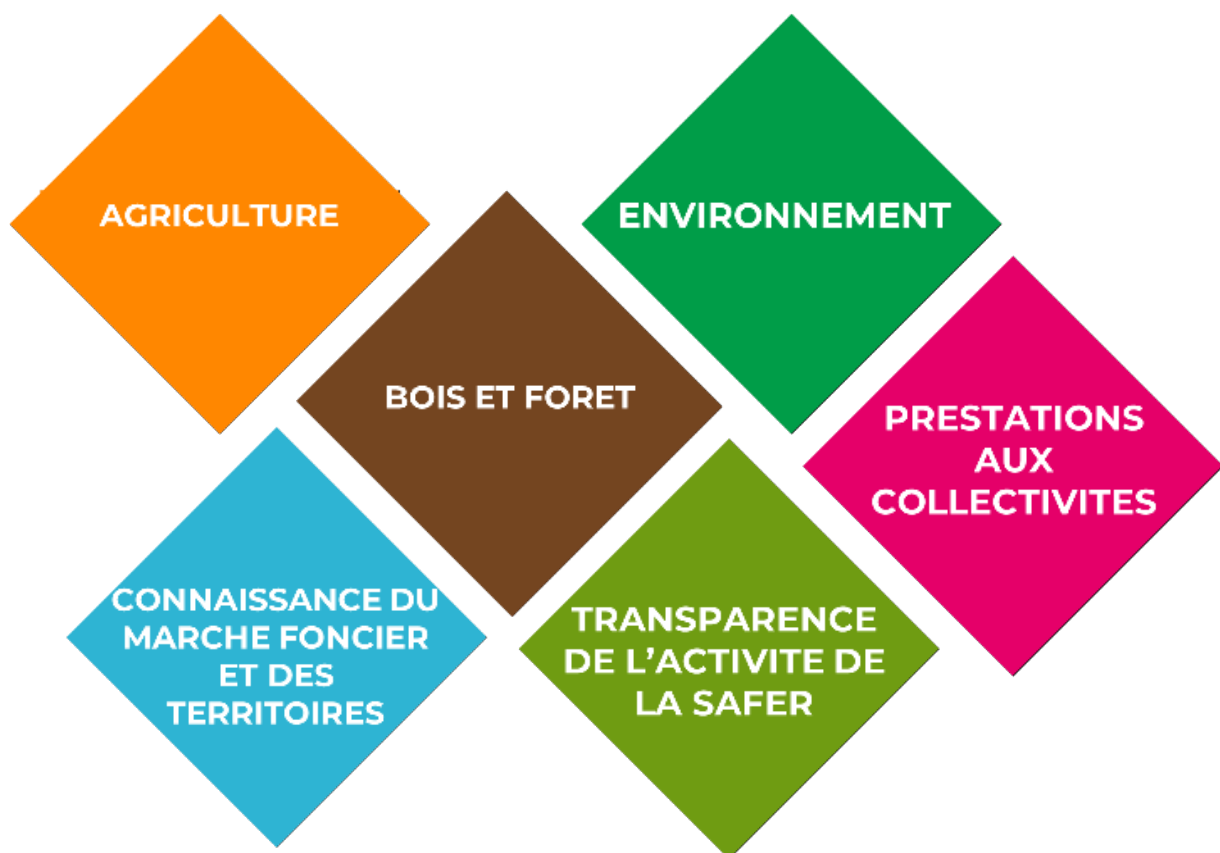 AGRICULTURE
ENVIRONNEMENT
BOIS ET FORET
PRESTATIONS
AUX
COLLECTIVITES
CONNAISSANCE DU
MARCHE FONCIER
ET DES
TERRITOIRES
TRANSPARENCE
DE L’ACTIVITE DE
LA SAFER